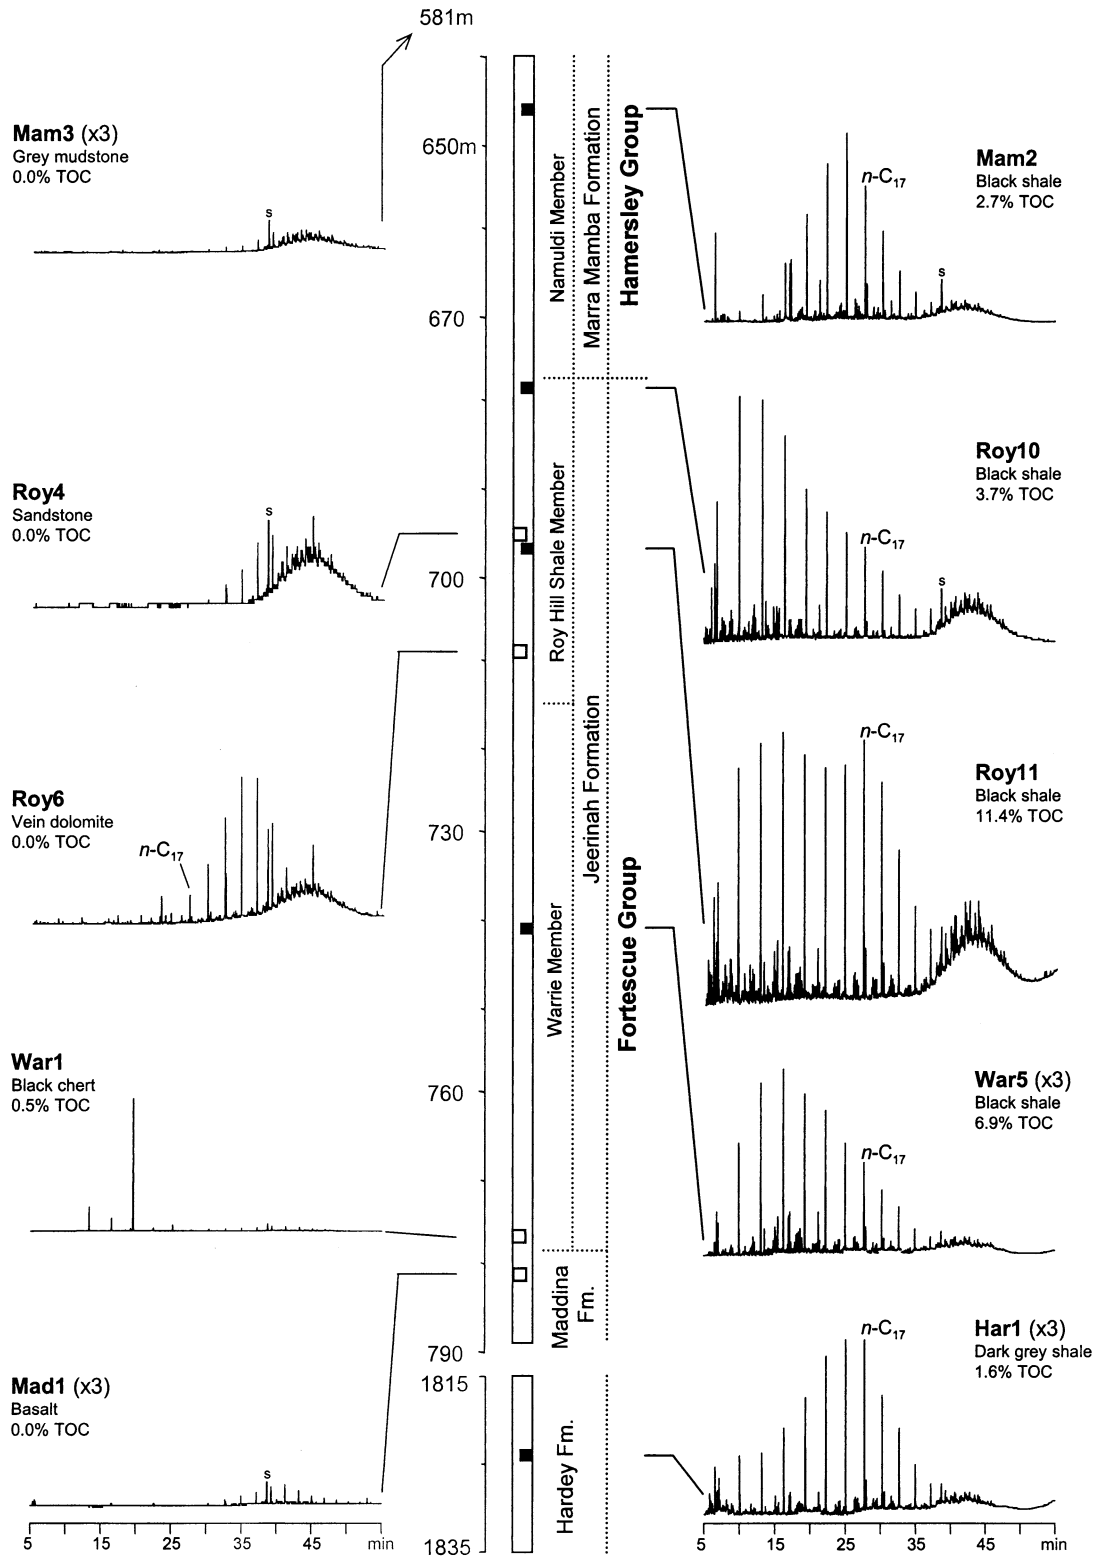 581m
Mam3 (x3)
Grey mudstone
0.0% TOC
s
Roy4
Sandstone
0.0% TOC
s
Roy6
Vein dolomite
0.0% TOC
n-C17
War1
Black chert
0.5% TOC
Mad1 (x3)
Basalt
0.0% TOC
s
5 15 25 35 45 min
650m
670
700
730
760
790
1815
1835
Namuldi Member
Marra Mamba Formation
Hamersley Group
Roy Hill Shale Member
Jeerinah Formation
Warrie Member
Fortescue Group
Maddina
Fm.
Hardey Fm.
Mam2
Black shale
2.7% TOC
n-C17
s
Roy10
Black shale
3.7% TOC
n-C17
s
Roy11
Black shale
11.4% TOC
n-C17
War5 (x3)
Black shale
6.9% TOC
n-C17
Har1 (x3)
Dark grey shale
1.6% TOC
n-C17
5 15 25 35 45 min